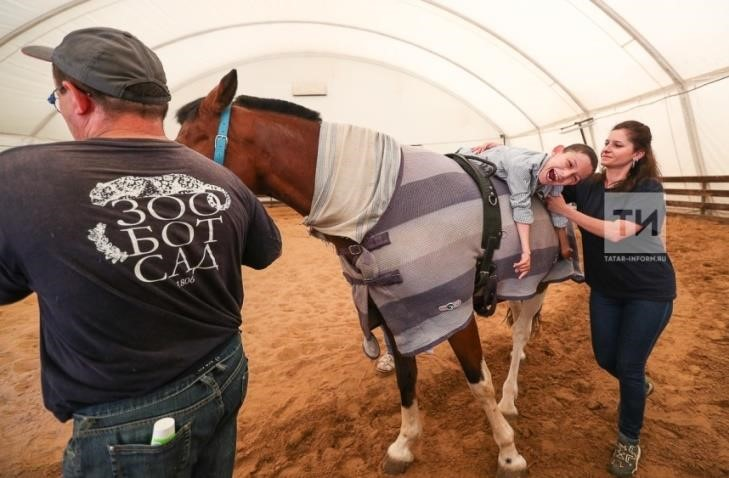 ЗОО
БОТ
САД
1806
ТИ
TATAR-INFORM.RU